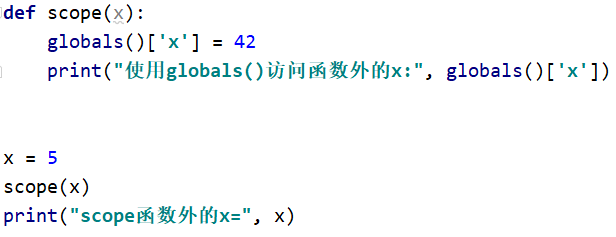 def scope(x):
    globals()['x'] = 42
    print("使用globals()访问函数外的x:", globals()['x'])
x = 5
scope(x)
print("scope函数外的x=", x)